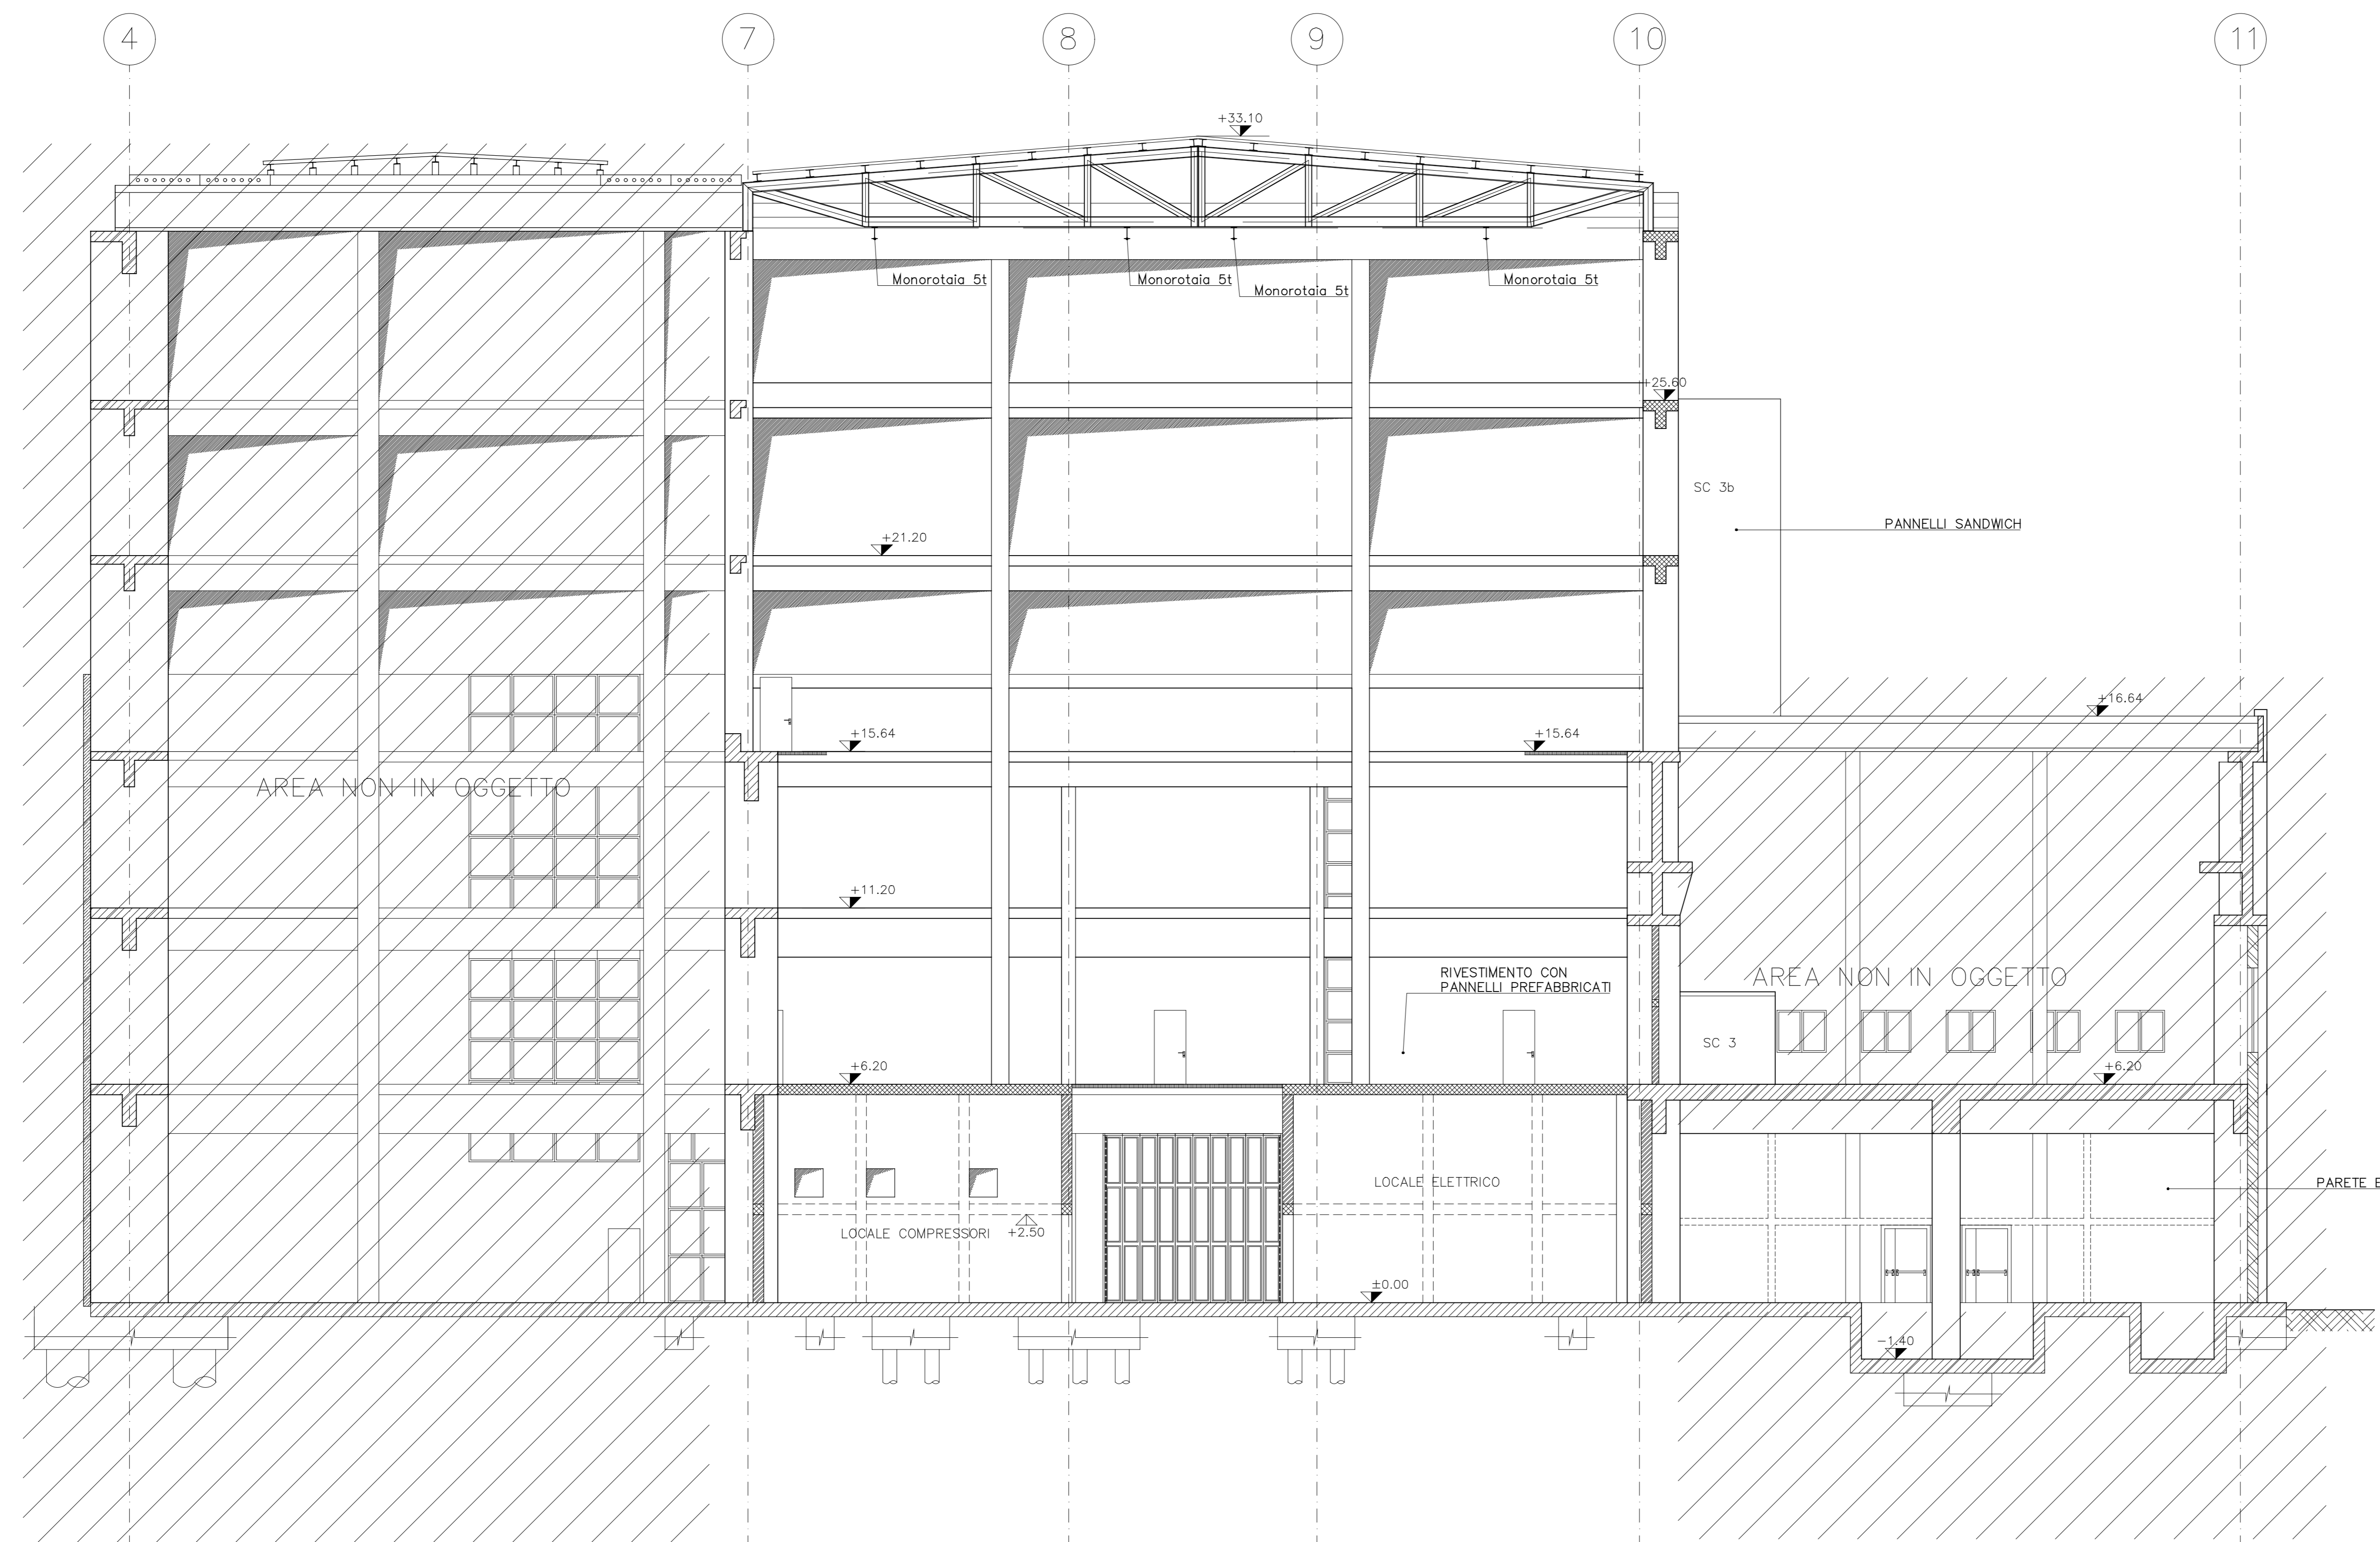 4
7
8
9
10
11
+33.10
Monorotaia 5t
Monorotaia 5t
Monorotaia 5t
Monorotaia 5t
+25.60
SC 3b
PANNELLI SANDWICH
+21.20
+16.64
+15.64
+15.64
AREA NON IN OGGETTO
+11.20
RIVESTIMENTO CON
PANNELLI PREFABBRICATI
AREA NON IN OGGETTO
SC 3
+6.20
+6.20
LOCALE ELETTRICO
PARETE E
LOCALE COMPRESSORI
+2.50
±0.00
−1.40